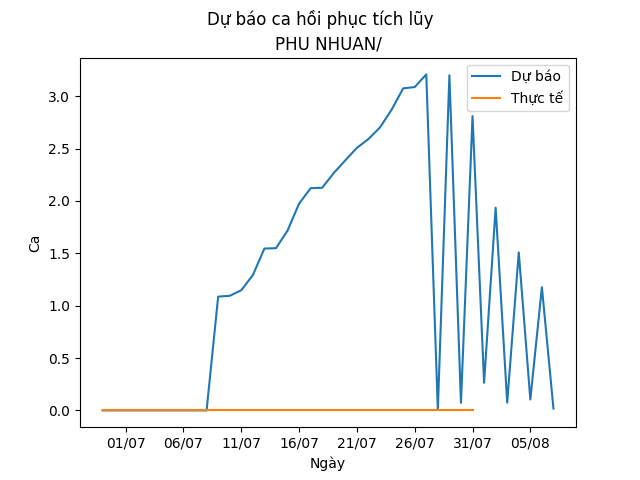 Dự báo ca hồi phục tích lũy
PHU NHUAN/
Dự báo
Thực tế
Ca
3.0
2.5
2.0
1.5
1.0
0.5
0.0
01/07 06/07 11/07 16/07 21/07 26/07 31/07 05/08
Ngày